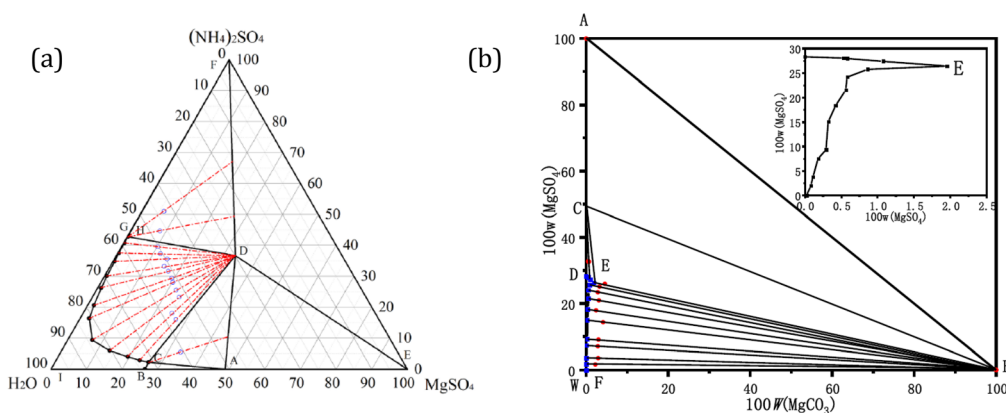 (a)
(NH₄)₂SO₄
0 100
F
10 90
20 80
30 70
40 60
50 50
G H
60 40
D
70 30
80 20
90 10
C A
100 I B E 0
H₂O 0 10 20 30 40 50 60 70 80 90 100 MgSO₄
(b)
A
100
80
60
C
40
D E
20
0
W F
0 20 40 60 80 100
100w(MgSO₄)
100W(MgCO₃)
30
25
20
15
10
5
0
E
0.0 0.5 1.0 1.5 2.0 2.5
100w(MgSO₄)
100w(MgSO₄)